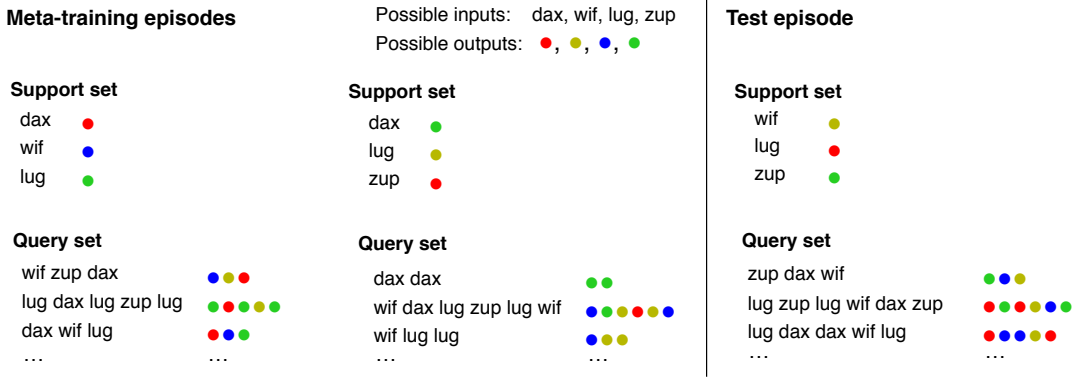 Meta-training episodes
Possible inputs: dax, wif, lug, zup
Possible outputs: , , ,
Support set
dax
wif
lug
Query set
wif zup dax
lug dax lug zup lug
dax wif lug
... ...
Support set
dax
lug
zup
Query set
dax dax
wif dax lug zup lug wif
wif lug lug
... ...
Test episode
Support set
wif
lug
zup
Query set
zup dax wif
lug zup lug wif dax zup
lug dax dax wif lug
... ...